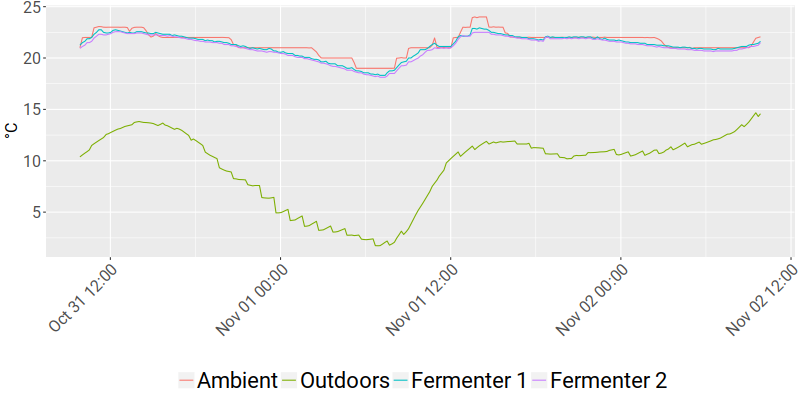 25
20
15
10
5
°C
Oct 31 12:00
Nov 01 00:00
Nov 01 12:00
Nov 02 00:00
Nov 02 12:00
Ambient Outdoors Fermenter 1 Fermenter 2